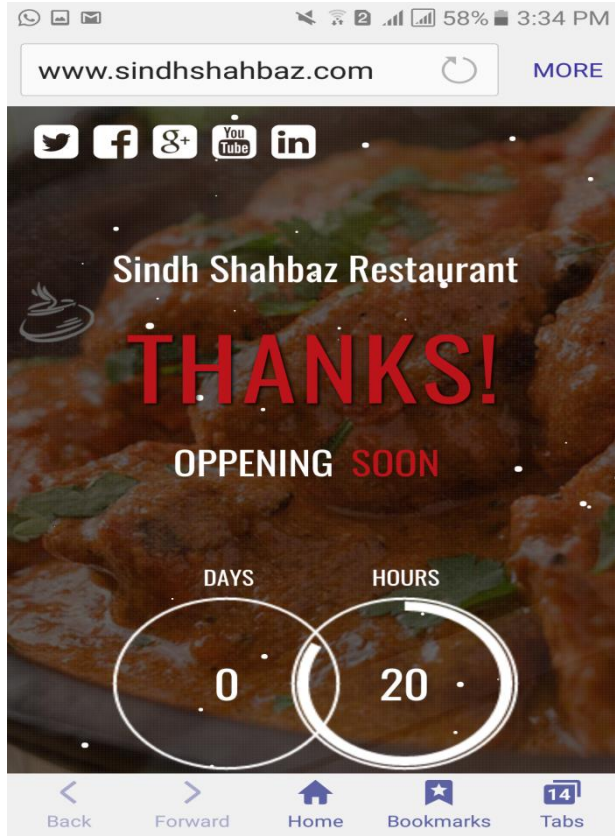 2 58% 3:34 PM
www.sindhshahbaz.com MORE
g+ You Tube in
Sindh Shahbaz Restaurant
THANKS!
OPPENING SOON
DAYS HOURS
0 20
14
Back Forward Home Bookmarks Tabs